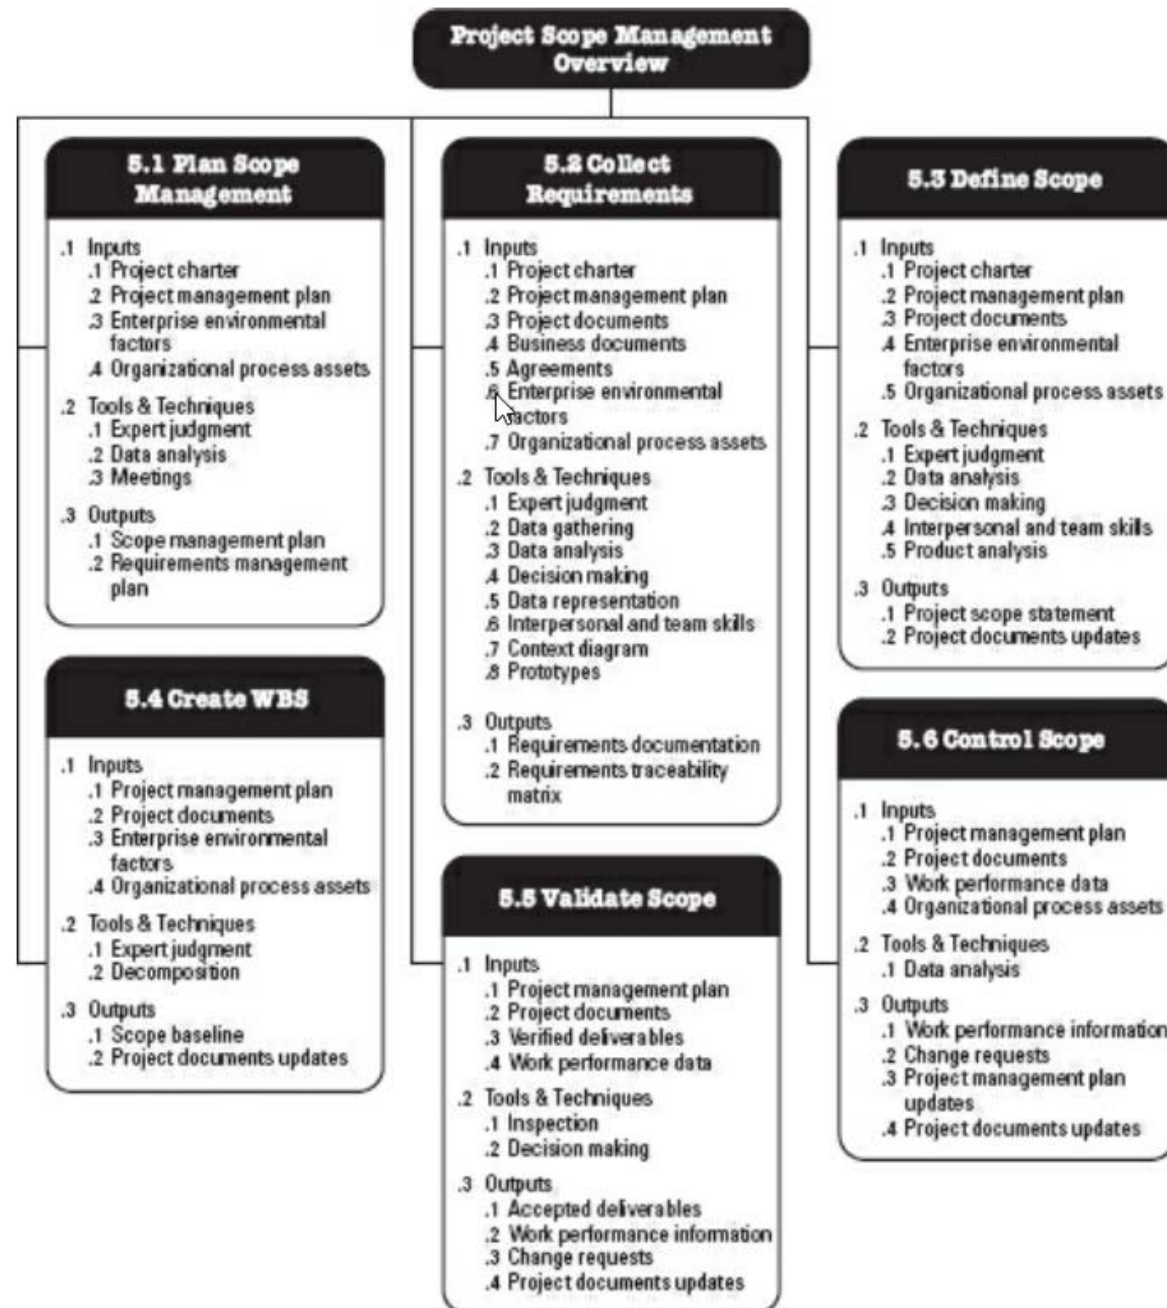 Project Scope Management
Overview
5.1 Plan Scope
Management
.1 Inputs
.1 Project charter
.2 Project management plan
.3 Enterprise environmental
factors
.4 Organizational process assets
.2 Tools & Techniques
.1 Expert judgment
.2 Data analysis
.3 Meetings
.3 Outputs
.1 Scope management plan
.2 Requirements management
plan
5.2 Collect
Requirements
.1 Inputs
.1 Project charter
.2 Project management plan
.3 Project documents
.4 Business documents
.5 Agreements
.6 Enterprise environmental
factors
.7 Organizational process assets
.2 Tools & Techniques
.1 Expert judgment
.2 Data gathering
.3 Data analysis
.4 Decision making
.5 Data representation
.6 Interpersonal and team skills
.7 Context diagram
.8 Prototypes
.3 Outputs
.1 Requirements documentation
.2 Requirements traceability
matrix
5.3 Define Scope
.1 Inputs
.1 Project charter
.2 Project management plan
.3 Project documents
.4 Enterprise environmental
factors
.5 Organizational process assets
.2 Tools & Techniques
.1 Expert judgment
.2 Data analysis
.3 Decision making
.4 Interpersonal and team skills
.5 Product analysis
.3 Outputs
.1 Project scope statement
.2 Project documents updates
5.4 Create WBS
.1 Inputs
.1 Project management plan
.2 Project documents
.3 Enterprise environmental
factors
.4 Organizational process assets
.2 Tools & Techniques
.1 Expert judgment
.2 Decomposition
.3 Outputs
.1 Scope baseline
.2 Project documents updates
5.5 Validate Scope
.1 Inputs
.1 Project management plan
.2 Project documents
.3 Verified deliverables
.4 Work performance data
.2 Tools & Techniques
.1 Inspection
.2 Decision making
.3 Outputs
.1 Accepted deliverables
.2 Work performance information
.3 Change requests
.4 Project documents updates
5.6 Control Scope
.1 Inputs
.1 Project management plan
.2 Project documents
.3 Work performance data
.4 Organizational process assets
.2 Tools & Techniques
.1 Data analysis
.3 Outputs
.1 Work performance information
.2 Change requests
.3 Project management plan
updates
.4 Project documents updates